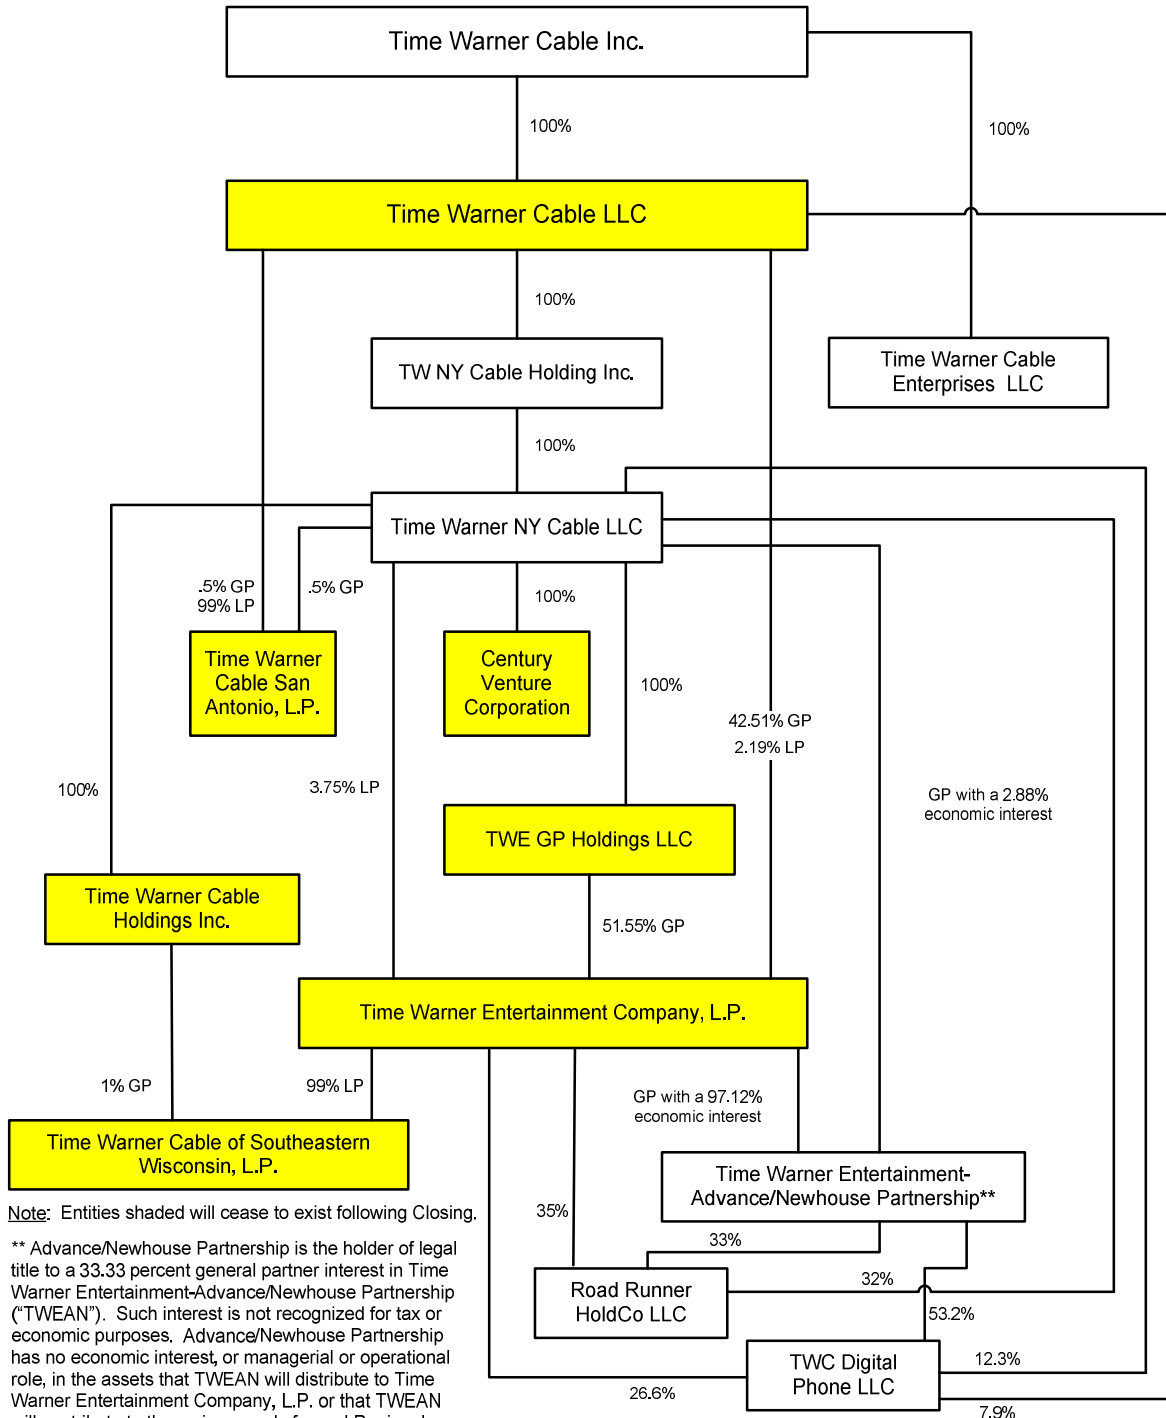 Time Warner Cable Inc.
100%
100%
Time Warner Cable LLC
100%
TW NY Cable Holding Inc.
Time Warner Cable
Enterprises LLC
100%
Time Warner NY Cable LLC
.5% GP
99% LP
.5% GP
100%
Time Warner
Cable San
Antonio, L.P.
Century
Venture
Corporation
100%
42.51% GP
2.19% LP
100%
3.75% LP
GP with a 2.88%
economic interest
TWE GP Holdings LLC
Time Warner Cable
Holdings Inc.
51.55% GP
Time Warner Entertainment Company, L.P.
1% GP
99% LP
GP with a 97.12%
economic interest
Time Warner Cable of Southeastern
Wisconsin, L.P.
Time Warner Entertainment-
Advance/Newhouse Partnership**
Note: Entities shaded will cease to exist following Closing.
35%
33%
** Advance/Newhouse Partnership is the holder of legal
title to a 33.33 percent general partner interest in Time
Warner Entertainment-Advance/Newhouse Partnership
("TWEAN"). Such interest is not recognized for tax or
economic purposes. Advance/Newhouse Partnership
has no economic interest, or managerial or operational
role, in the assets that TWEAN will distribute to Time
Warner Entertainment Company, L.P. or that TWEAN
Road Runner
HoldCo LLC
32%
53.2%
TWC Digital
Phone LLC
12.3%
26.6%
7.9%